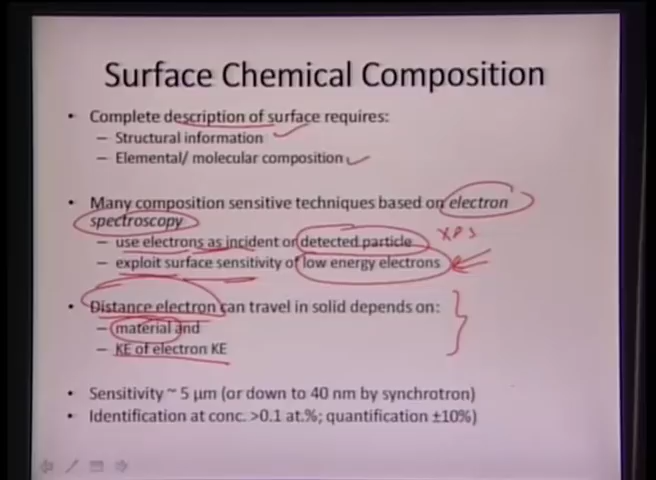 Surface Chemical Composition
• Complete description of surface requires:
– Structural information
– Elemental/ molecular composition
• Many composition sensitive techniques based on electron
spectroscopy
– use electrons as incident or detected particle XPS
– exploit surface sensitivity of low energy electrons
• Distance electron can travel in solid depends on:
– material and
– KE of electron KE
• Sensitivity ~ 5 µm (or down to 40 nm by synchrotron)
• Identification at conc. >0.1 at.%; quantification ±10%)